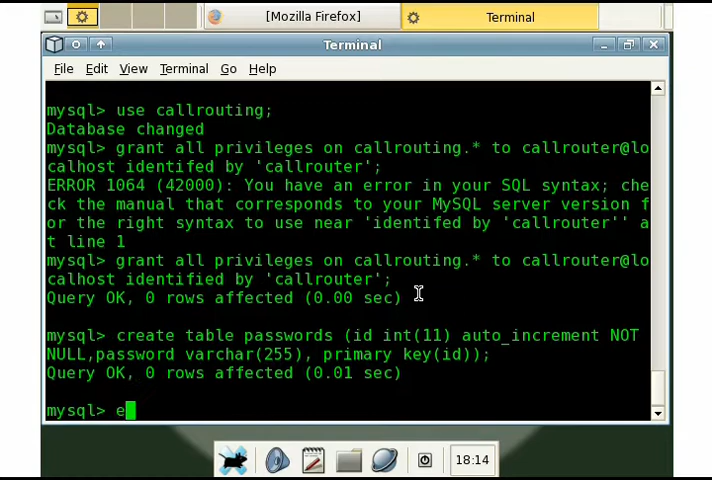 [Mozilla Firefox]
Terminal
Terminal
File Edit View Terminal Go Help
mysql> use callrouting;
Database changed
mysql> grant all privileges on callrouting.* to callrouter@lo
calhost identifed by 'callrouter';
ERROR 1064 (42000): You have an error in your SQL syntax; che
ck the manual that corresponds to your MySQL server version f
or the right syntax to use near 'identifed by 'callrouter'' a
t line 1
mysql> grant all privileges on callrouting.* to callrouter@lo
calhost identified by 'callrouter';
Query OK, 0 rows affected (0.00 sec)
mysql> create table passwords (id int(11) auto_increment NOT
NULL,password varchar(255), primary key(id));
Query OK, 0 rows affected (0.01 sec)
mysql> e
18:14